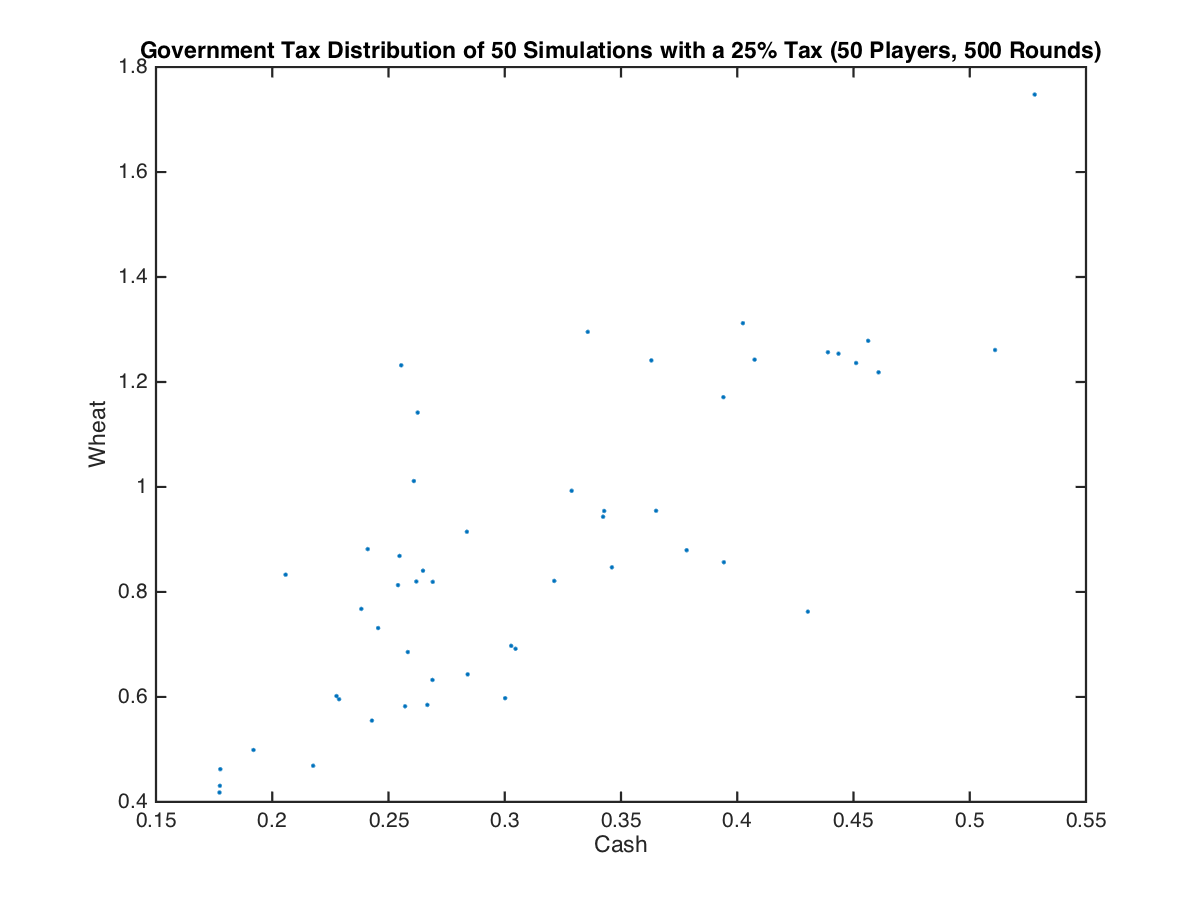 Government Tax Distribution of 50 Simulations with a 25% Tax (50 Players, 500 Rounds)
1.8
1.6
1.4
1.2
1
0.8
0.6
0.4
Wheat
0.15 0.2 0.25 0.3 0.35 0.4 0.45 0.5 0.55
Cash